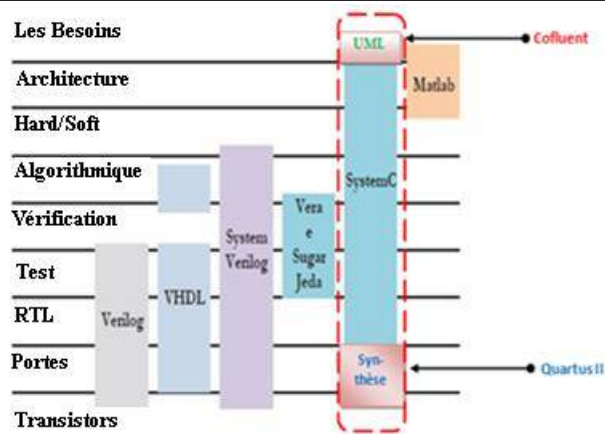 Les Besoins
Architecture
Hard/Soft
Algorithmique
Vérification
Test
RTL
Portes
Transistors
Verilog
VHDL
System
Verilog
Vera
e
Sugar
Jeda
UML
SystemC
Syn-
thèse
Matlab
Cofluent
Quartus II